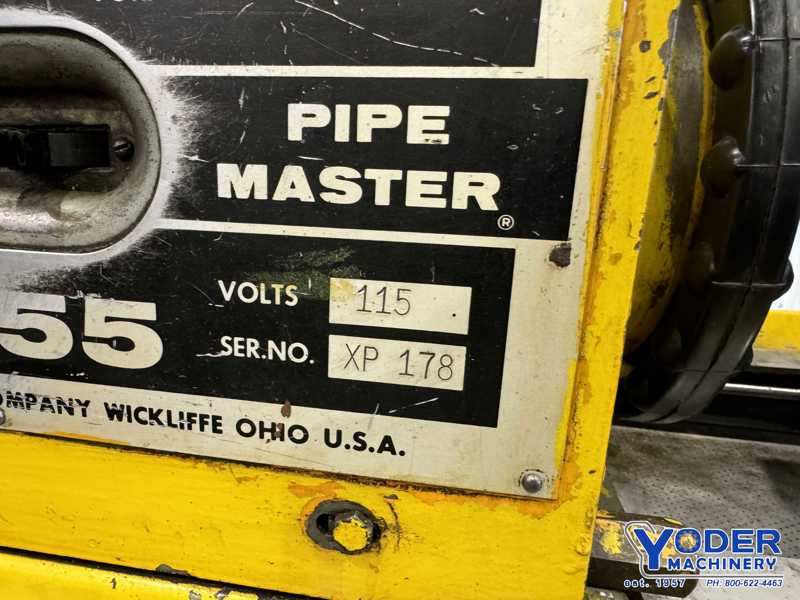 PIPE
MASTER®
VOLTS 115
55
SER.NO. XP 178
WICKLIFFE OHIO U.S.A.
YODER
MACHINERY
est. 1957 PH: 800-622-4463